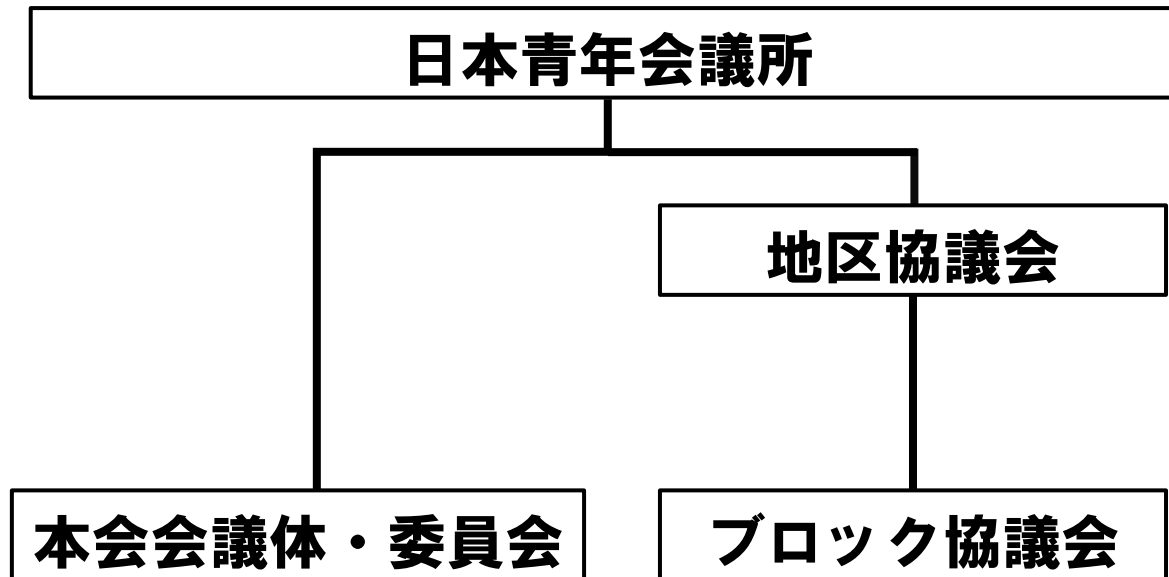 日本青年会議所
地区協議会
本会会議体・委員会
ブロック協議会